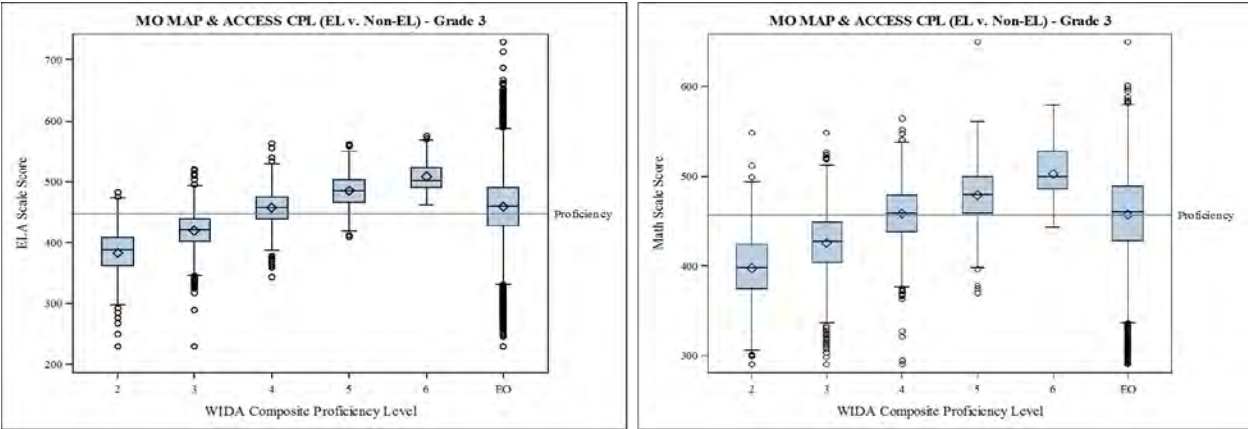 MO MAP & ACCESS CPL (EL v. Non-EL) - Grade 3
700
600
500
400
300
200
ELA Scale Score
Proficiency
2 3 4 5 6 EO
WIDA Composite Proficiency Level
MO MAP & ACCESS CPL (EL v. Non-EL) - Grade 3
600
500
400
300
Math Scale Score
Proficiency
2 3 4 5 6 EO
WIDA Composite Proficiency Level